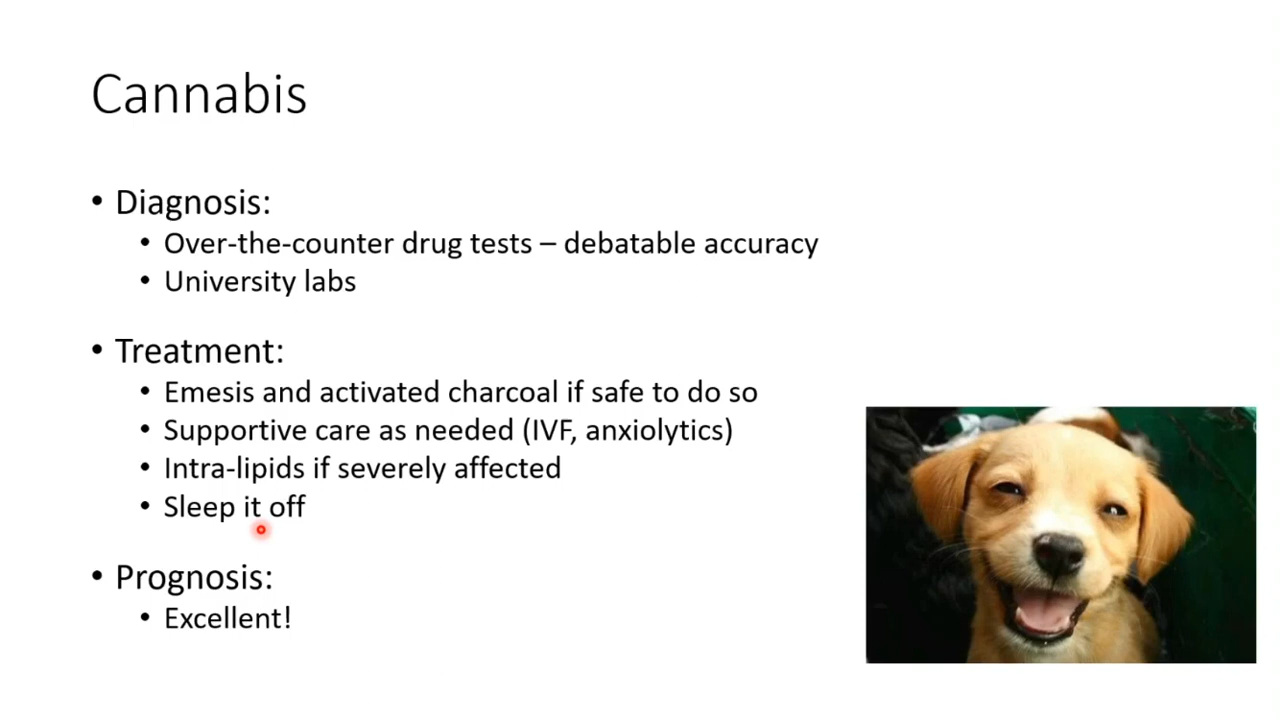 Cannabis
• Diagnosis:
• Over-the-counter drug tests – debatable accuracy
• University labs
• Treatment:
• Emesis and activated charcoal if safe to do so
• Supportive care as needed (IVF, anxiolytics)
• Intra-lipids if severely affected
• Sleep it off
• Prognosis:
• Excellent!